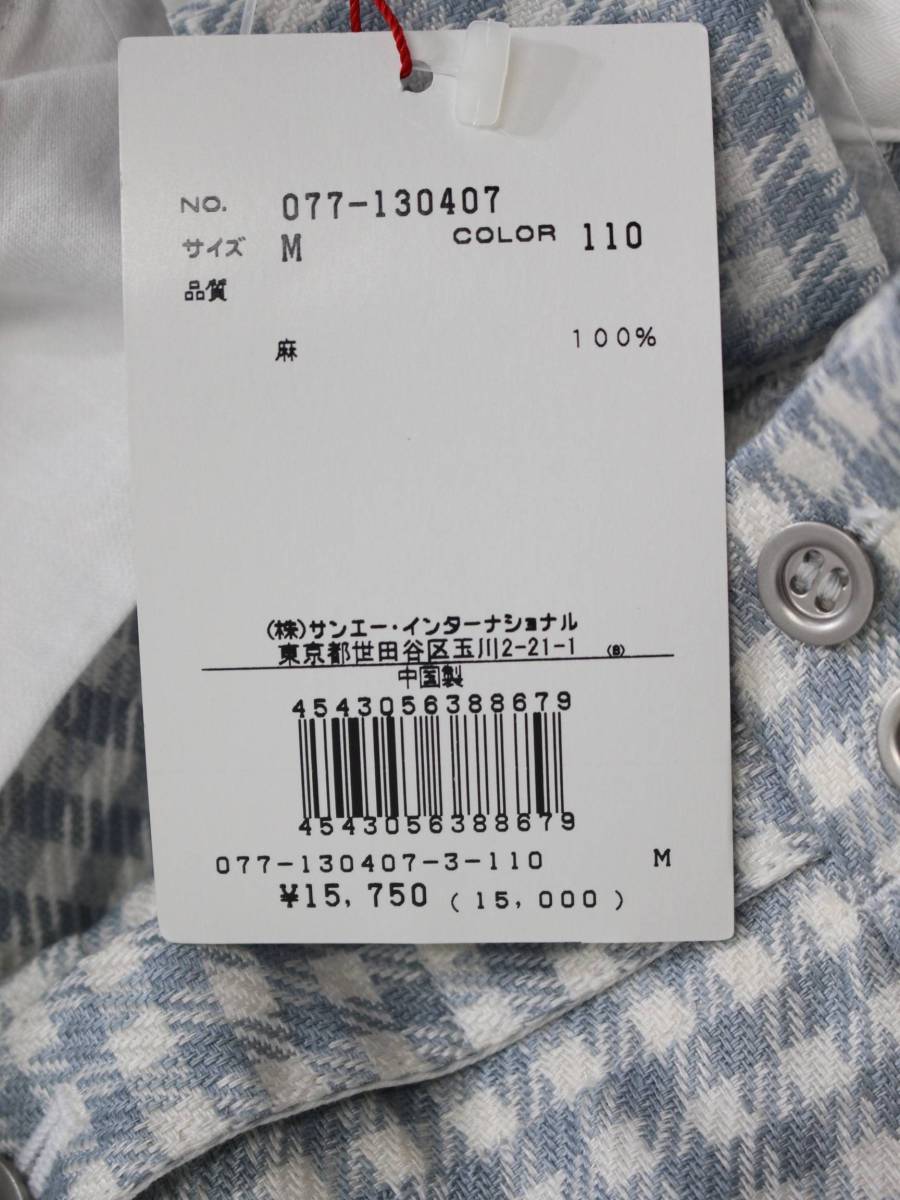 NO. 077-130407
サイズ M COLOR 110
品質
麻 100%
(株)サンエー・インターナショナル
東京都世田谷区玉川2-21-1 (8)
中国製
4543056388679
4543056388679
077-130407-3-110 M
¥15,750 (15,000)